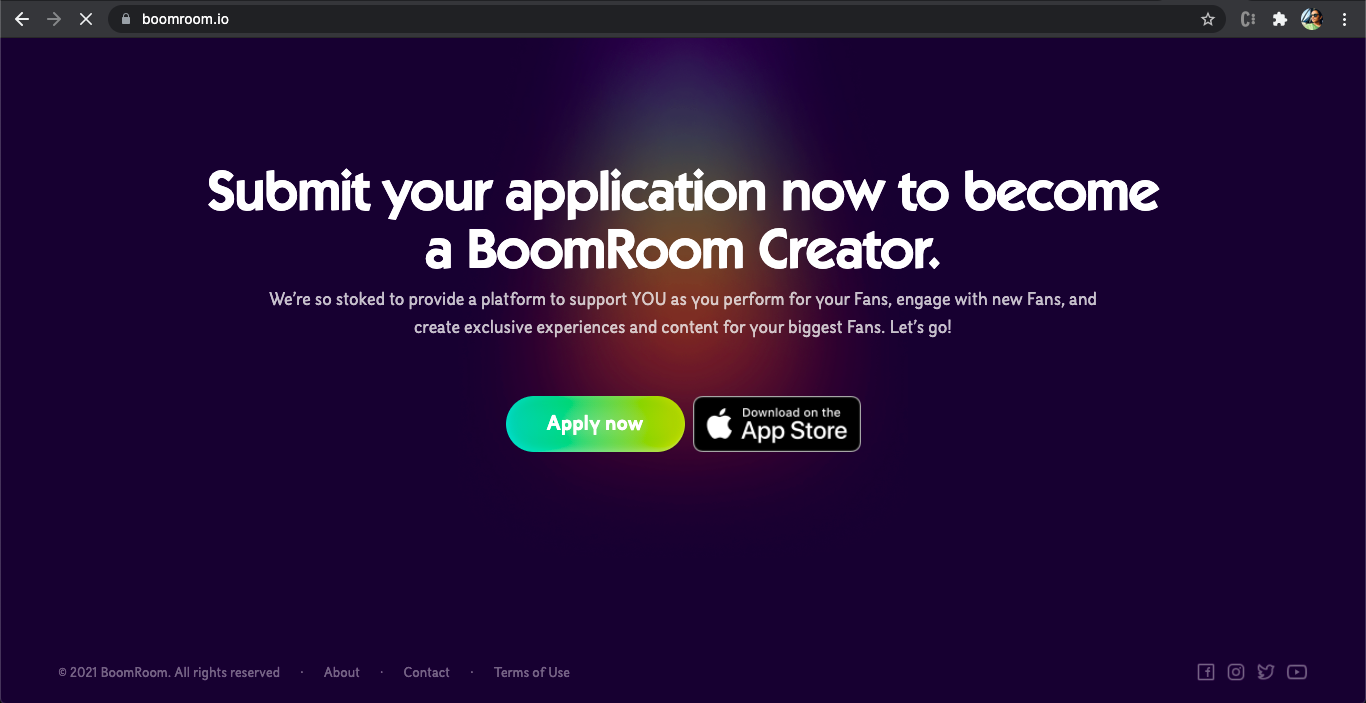 boomroom.io
Submit your application now to become
a BoomRoom Creator.
We're so stoked to provide a platform to support YOU as you perform for your Fans, engage with new Fans, and
create exclusive experiences and content for your biggest Fans. Let's go!
Apply now
Download on the
App Store
© 2021 BoomRoom. All rights reserved · About · Contact · Terms of Use